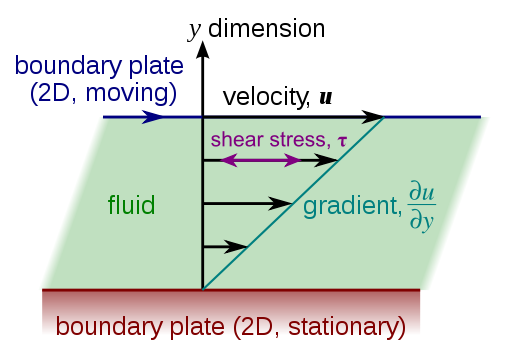 y dimension
boundary plate
(2D, moving)
velocity, u
shear stress, τ
fluid
gradient, ∂u/∂y
boundary plate (2D, stationary)